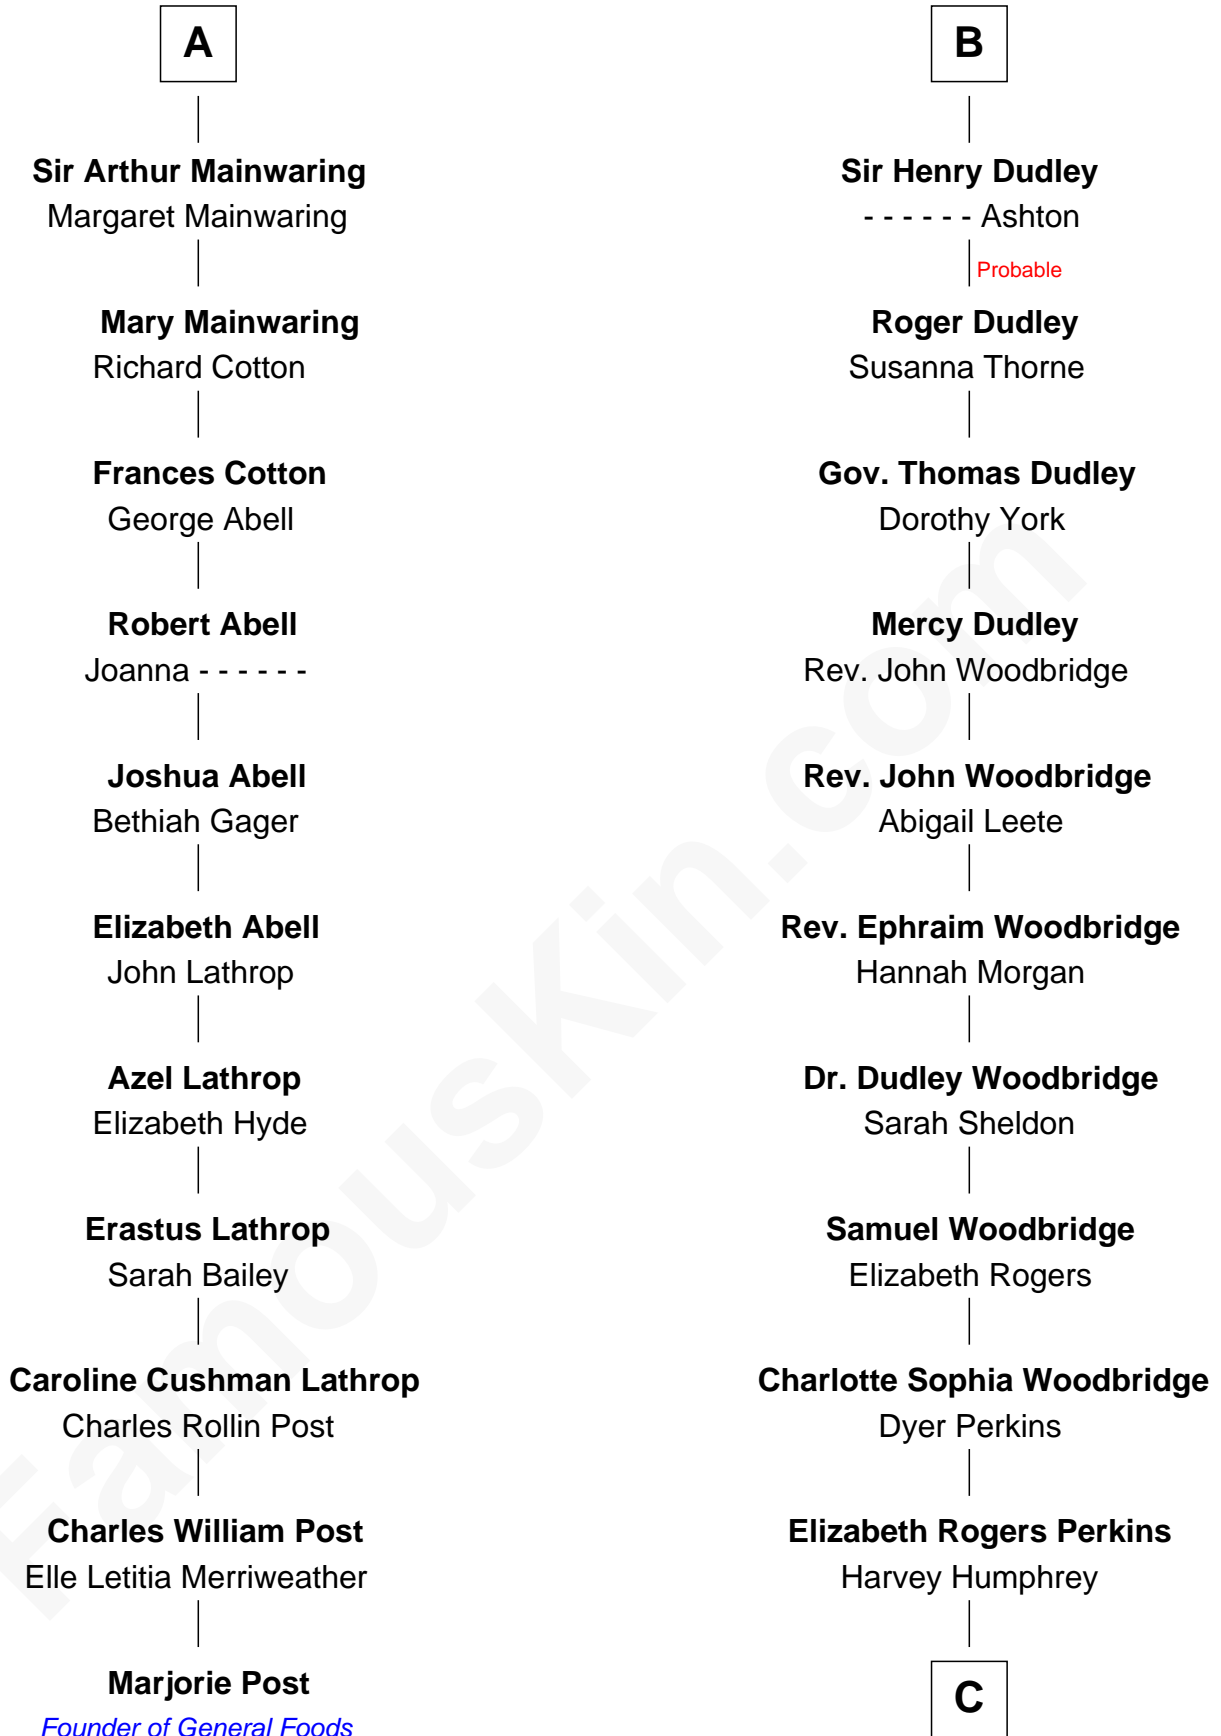 A
Sir Arthur Mainwaring
Margaret Mainwaring
Mary Mainwaring
Richard Cotton
Frances Cotton
George Abell
Robert Abell
Joanna - - - - - -
Joshua Abell
Bethiah Gager
Elizabeth Abell
John Lathrop
Azel Lathrop
Elizabeth Hyde
Erastus Lathrop
Sarah Bailey
Caroline Cushman Lathrop
Charles Rollin Post
Charles William Post
Elle Letitia Merriweather
Marjorie Post
Founder of General Foods
B
Sir Henry Dudley
- - - - - - Ashton
Probable
Roger Dudley
Susanna Thorne
Gov. Thomas Dudley
Dorothy York
Mercy Dudley
Rev. John Woodbridge
Rev. John Woodbridge
Abigail Leete
Rev. Ephraim Woodbridge
Hannah Morgan
Dr. Dudley Woodbridge
Sarah Sheldon
Samuel Woodbridge
Elizabeth Rogers
Charlotte Sophia Woodbridge
Dyer Perkins
Elizabeth Rogers Perkins
Harvey Humphrey
C
FamousKin.com